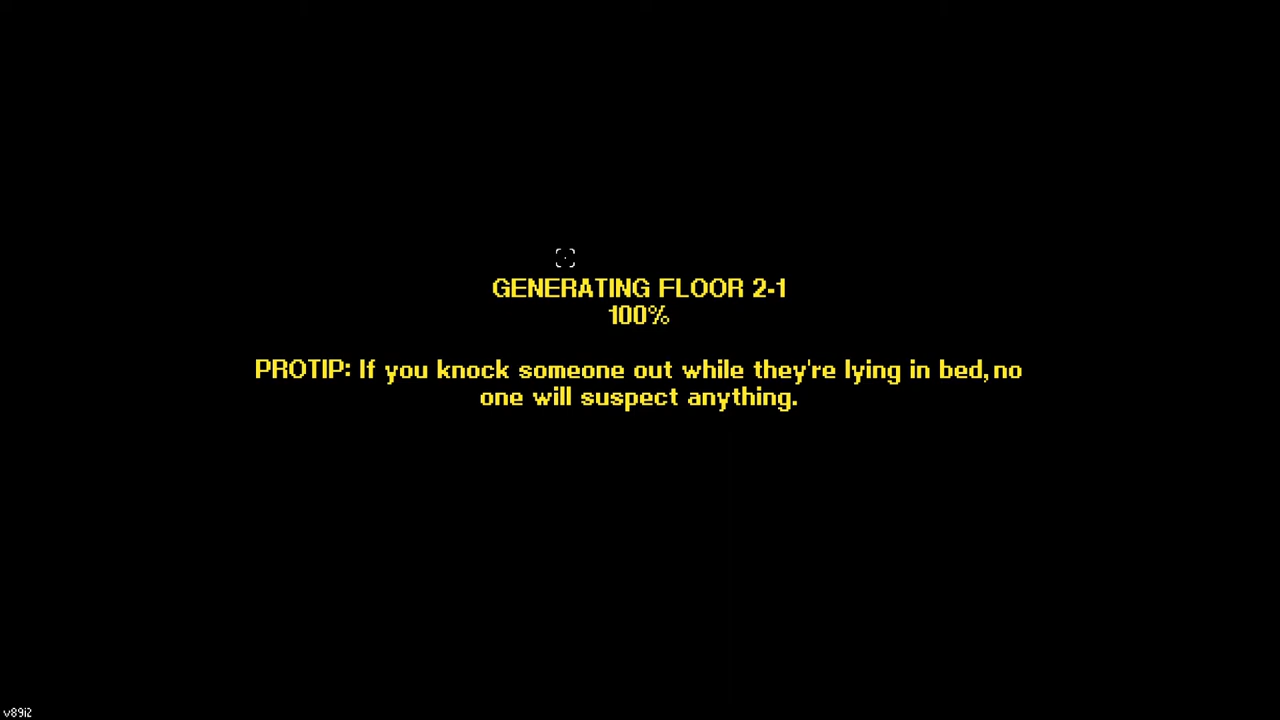 GENERATING FLOOR 2-1
100%
PROTIP: If you knock someone out while they're lying in bed, no
one will suspect anything.
v89i2